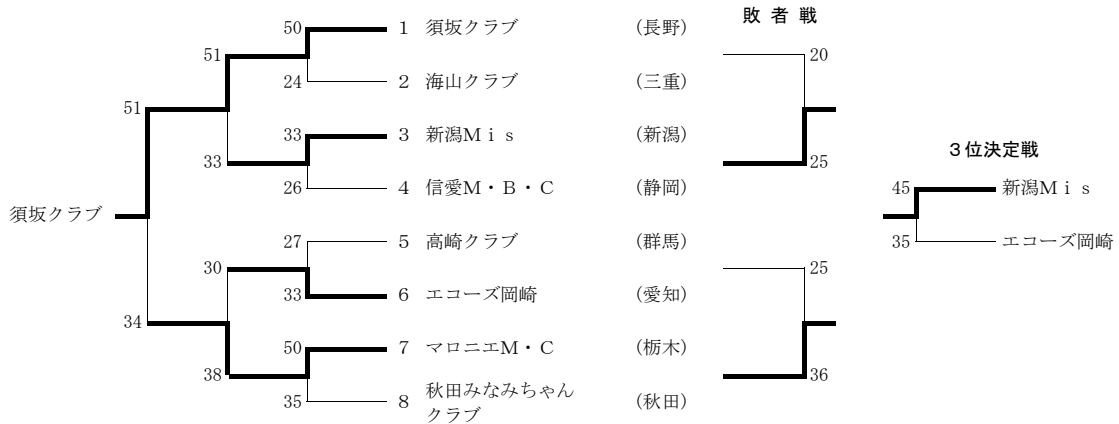 敗者戦
50 1 須坂クラブ (長野) 20
51
24 2 海山クラブ (三重)
51
33 3 新潟Mis (新潟)
33 25
3位決定戦
26 4 信愛M・B・C (静岡) 45 新潟Mis
須坂クラブ
27 5 高崎クラブ (群馬) 35 エコーズ岡崎
30 25
33 6 エコーズ岡崎 (愛知)
34
50 7 マロニエM・C (栃木)
38 36
35 8 秋田みなみちゃん (秋田)
クラブ